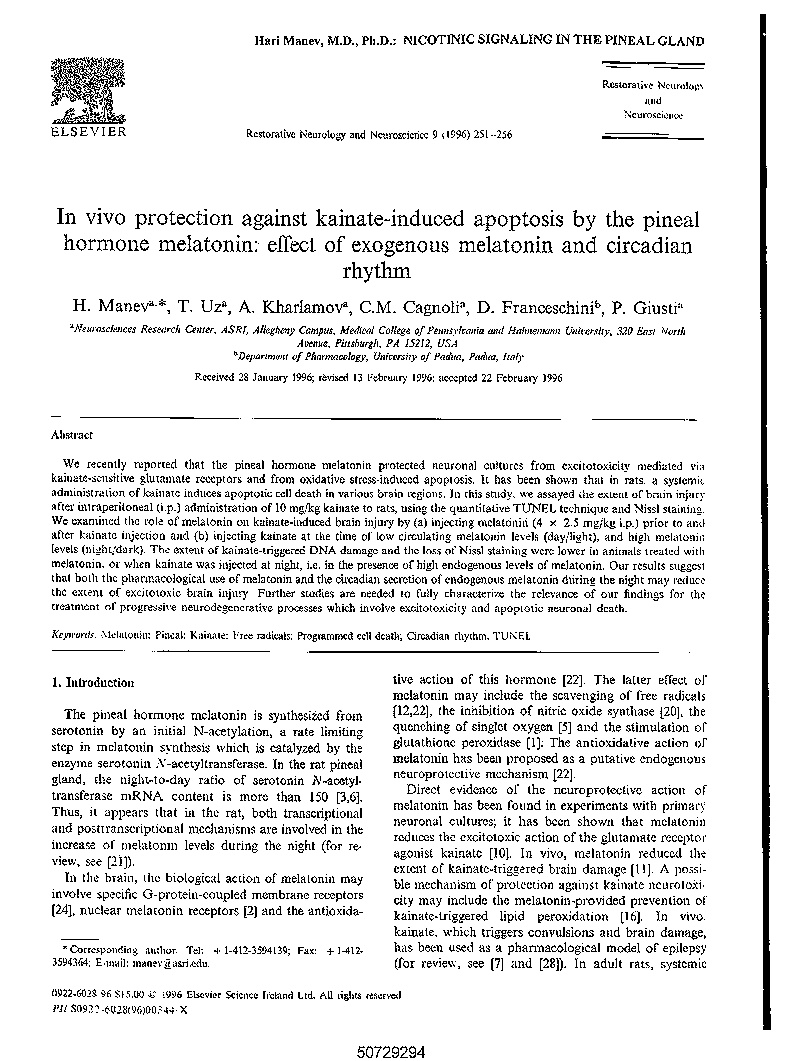 Hari Manev, M.D., Ph.D.: NICOTINIC SIGNALING IN THE PINEAL GLAND
ELSEVIER
Restorative Neurology and Neuroscience 9 (1996) 251–256
Restorative Neurology
and
Neuroscience
In vivo protection against kainate-induced apoptosis by the pineal
hormone melatonin: effect of exogenous melatonin and circadian
rhythm
H. Manevᵃ,*, T. Uzᵃ, A. Kharlamovᵃ, C.M. Cagnoliᵃ, D. Franceschiniᵇ, P. Giustiᵃ
ᵃNeurosciences Research Center, ASRI, Allegheny Campus, Medical College of Pennsylvania and Hahnemann University, 320 East North
Avenue, Pittsburgh, PA 15212, USA
ᵇDepartment of Pharmacology, University of Padua, Padua, Italy
Received 28 January 1996; revised 13 February 1996; accepted 22 February 1996
Abstract
We recently reported that the pineal hormone melatonin protected neuronal cultures from excitotoxicity mediated via
kainate-sensitive glutamate receptors and from oxidative stress-induced apoptosis. It has been shown that in rats, a systemic
administration of kainate induces apoptotic cell death in various brain regions. In this study, we assayed the extent of brain injury
after intraperitoneal (i.p.) administration of 10 mg/kg kainate to rats, using the quantitative TUNEL technique and Nissl staining.
We examined the role of melatonin on kainate-induced brain injury by (a) injecting melatonin (4 × 2.5 mg/kg i.p.) prior to and
after kainate injection and (b) injecting kainate at the time of low circulating melatonin levels (day/light), and high melatonin
levels (night/dark). The extent of kainate-triggered DNA damage and the loss of Nissl staining were lower in animals treated with
melatonin, or when kainate was injected at night, i.e. in the presence of high endogenous levels of melatonin. Our results suggest
that both the pharmacological use of melatonin and the circadian secretion of endogenous melatonin during the night may reduce
the extent of excitotoxic brain injury. Further studies are needed to fully characterize the relevance of our findings for the
treatment of progressive neurodegenerative processes which involve excitotoxicity and apoptotic neuronal death.
Keywords: Melatonin; Pineal; Kainate; Free radicals; Programmed cell death; Circadian rhythm, TUNEL
1. Introduction
The pineal hormone melatonin is synthesized from
serotonin by an initial N-acetylation, a rate limiting
step in melatonin synthesis which is catalyzed by the
enzyme serotonin N-acetyltransferase. In the rat pineal
gland, the night-to-day ratio of serotonin N-acetyl-
transferase mRNA content is more than 150 [3,6].
Thus, it appears that in the rat, both transcriptional
and posttranscriptional mechanisms are involved in the
increase of melatonin levels during the night (for re-
view, see [21]).
In the brain, the biological action of melatonin may
involve specific G-protein-coupled membrane receptors
[24], nuclear melatonin receptors [2] and the antioxida-
* Corresponding author. Tel: +1-412-3594139; Fax: +1-412-
3594364; E-mail: manev@asri.edu.
tive action of this hormone [22]. The latter effect of
melatonin may include the scavenging of free radicals
[12,22], the inhibition of nitric oxide synthase [20], the
quenching of singlet oxygen [5] and the stimulation of
glutathione peroxidase [1]. The antioxidative action of
melatonin has been proposed as a putative endogenous
neuroprotective mechanism [22].
Direct evidence of the neuroprotective action of
melatonin has been found in experiments with primary
neuronal cultures; it has been shown that melatonin
reduces the excitotoxic action of the glutamate receptor
agonist kainate [10]. In vivo, melatonin reduced the
extent of kainate-triggered brain damage [11]. A possi-
ble mechanism of protection against kainate neurotoxi-
city may include the melatonin-provided prevention of
kainate-triggered lipid peroxidation [16]. In vivo,
kainate, which triggers convulsions and brain damage,
has been used as a pharmacological model of epilepsy
(for review, see [7] and [28]). In adult rats, systemic
0922-6028/96/$15.00 © 1996 Elsevier Science Ireland Ltd. All rights reserved
PII S0922-6028(96)00544-X
50729294